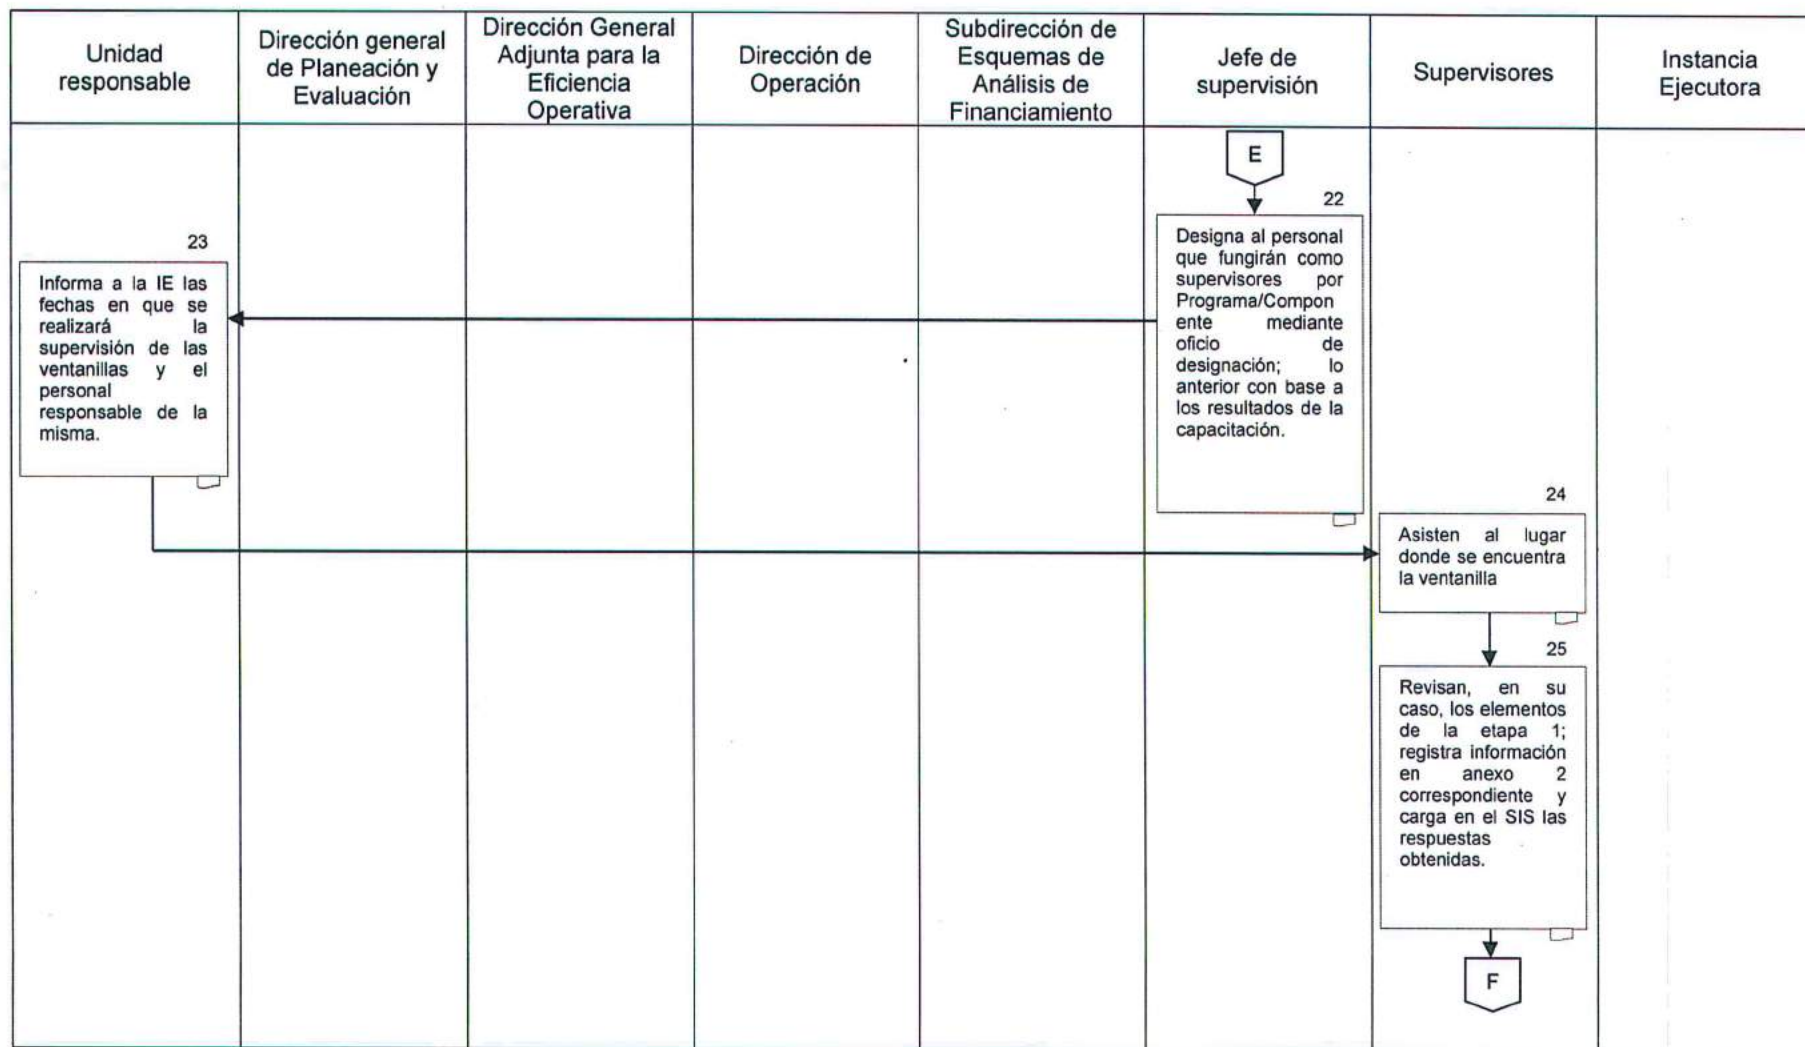 Unidad
responsable
Dirección general
de Planeación y
Evaluación
Dirección General
Adjunta para la
Eficiencia
Operativa
Dirección de
Operación
Subdirección de
Esquemas de
Análisis de
Financiamiento
Jefe de
supervisión
Supervisores
Instancia
Ejecutora
E
22
Designa al personal
que fungirán como
supervisores por
Programa/Compon
ente mediante
oficio de
designación; lo
anterior con base a
los resultados de la
capacitación.
23
Informa a la IE las
fechas en que se
realizará la
supervisión de las
ventanillas y el
personal
responsable de la
misma.
24
Asisten al lugar
donde se encuentra
la ventanilla
25
Revisan, en su
caso, los elementos
de la etapa 1;
registra información
en anexo 2
correspondiente y
carga en el SIS las
respuestas
obtenidas.
F